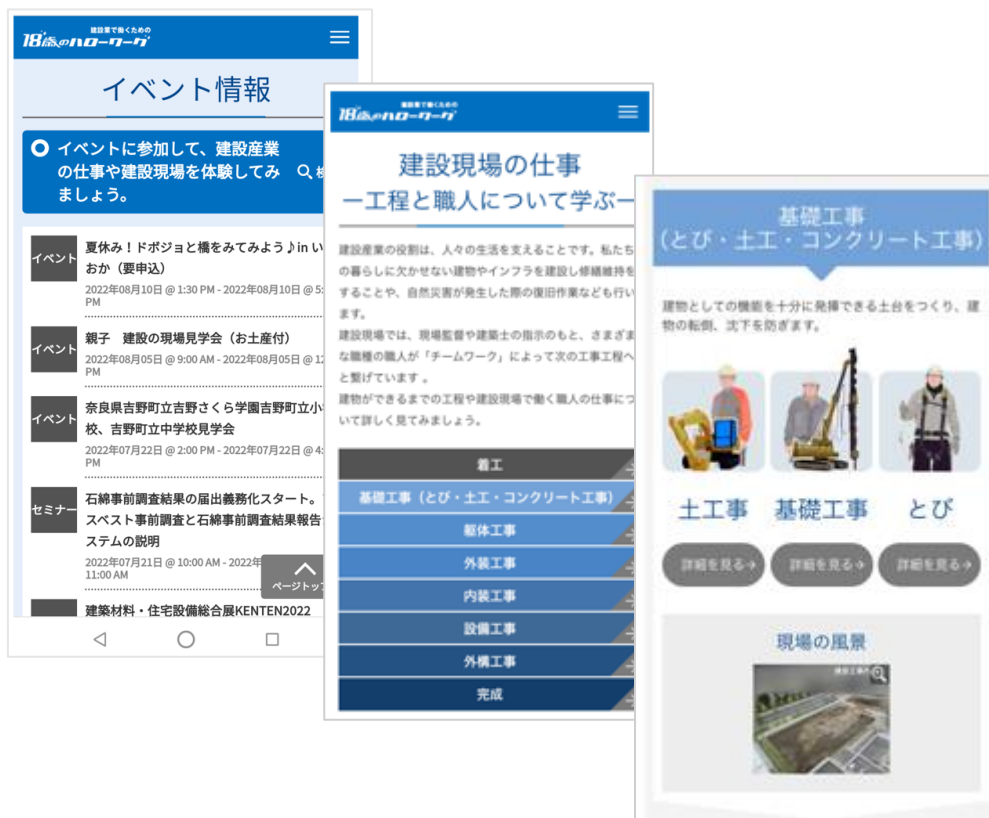 建設業で働くための
18歳のハローワーク
イベント情報
イベントに参加して、建設産業
の仕事や建設現場を体験してみ
ましょう。
イベント
夏休み！ドボジョと橋をみてみよう♪in い
おか（要申込）
2022年08月10日 @ 1:30 PM - 2022年08月10日 @ 5:
PM
イベント
親子　建設の現場見学会（お土産付）
2022年08月05日 @ 9:00 AM - 2022年08月05日 @ 12
PM
イベント
奈良県吉野町立吉野さくら学園吉野町立小
校、吉野町立中学校見学会
2022年07月22日 @ 2:00 PM - 2022年07月22日 @ 4:
PM
セミナー
石綿事前調査結果の届出義務化スタート。
スベスト事前調査と石綿事前調査結果報告
ステムの説明
2022年07月21日 @ 10:00 AM - 2022年
11:00 AM
ページトップ
建築材料・住宅設備総合展KENTEN2022
建設業で働くための
18歳のハローワーク
建設現場の仕事
ー工程と職人について学ぶー
建設産業の役割は、人々の生活を支えることです。私たち
の暮らしに欠かせない建物やインフラを建設し修繕維持を
することや、自然災害が発生した際の復旧作業なども行い
ます。
建設現場では、現場監督や建築士の指示のもと、さまざま
な職種の職人が「チームワーク」によって次の工事工程へ
と繋げています 。
建物ができるまでの工程や建設現場で働く職人の仕事につ
いて詳しく見てみましょう。
着工
基礎工事（とび・土工・コンクリート工事）
躯体工事
外装工事
内装工事
設備工事
外構工事
完成
基礎工事
（とび・土工・コンクリート工事）
建物としての機能を十分に発揮できる土台をつくり、建
物の転倒、沈下を防ぎます。
土工事 基礎工事 とび
詳細を見る→ 詳細を見る→ 詳細を見る→
現場の風景